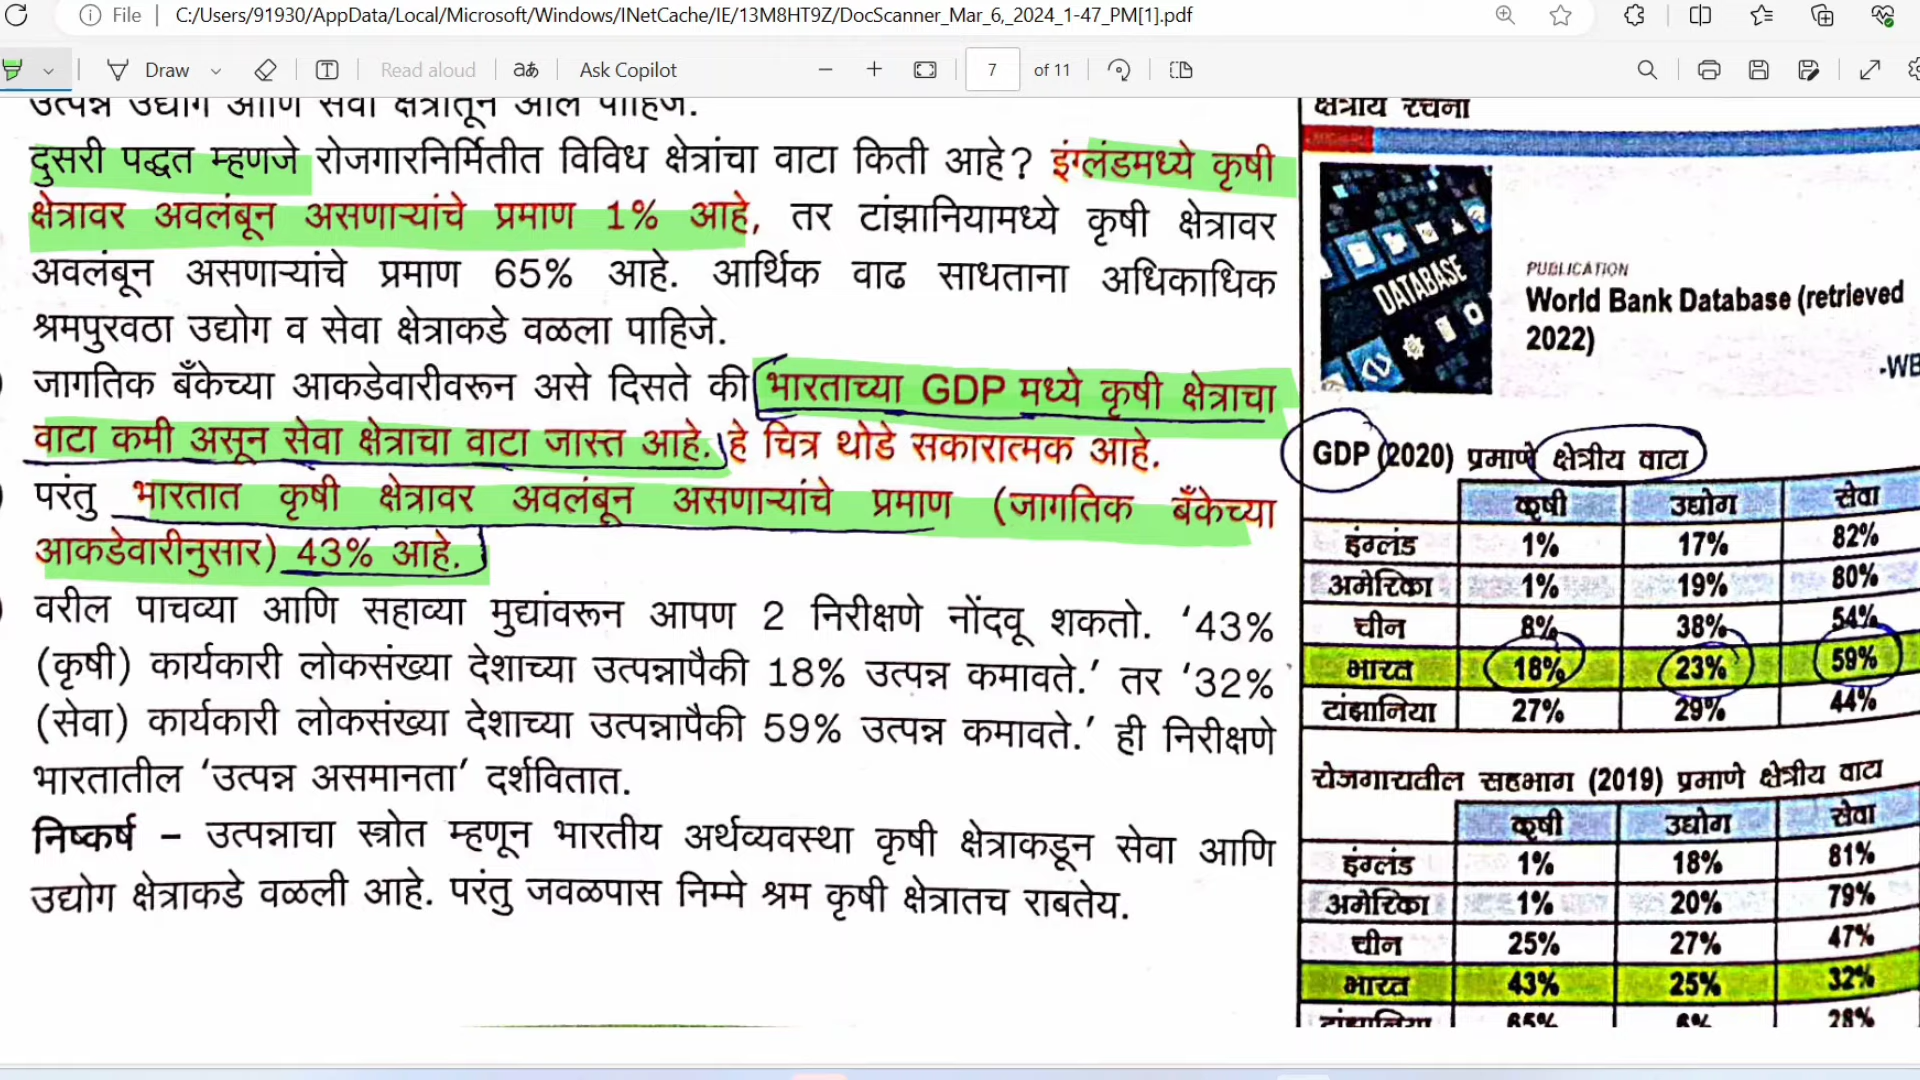 File
C:/Users/91930/AppData/Local/Microsoft/Windows/INetCache/IE/13M8HT9Z/DocScanner_Mar_6,_2024_1-47_PM[1].pdf
Draw
Read aloud
Ask Copilot
7
of 11
उत्पन्न उद्योग आणि सेवा क्षेत्रातून आले पाहिजे.
दुसरी पद्धत म्हणजे रोजगारनिर्मितीत विविध क्षेत्रांचा वाटा किती आहे? इंग्लंडमध्ये कृषी
क्षेत्रावर अवलंबून असणाऱ्यांचे प्रमाण 1% आहे, तर टांझानियामध्ये कृषी क्षेत्रावर
अवलंबून असणाऱ्यांचे प्रमाण 65% आहे. आर्थिक वाढ साधताना अधिकाधिक
श्रमपुरवठा उद्योग व सेवा क्षेत्राकडे वळला पाहिजे.
जागतिक बँकेच्या आकडेवारीवरून असे दिसते की भारताच्या GDP मध्ये कृषी क्षेत्राचा
वाटा कमी असून सेवा क्षेत्राचा वाटा जास्त आहे. हे चित्र थोडे सकारात्मक आहे.
परंतु भारतात कृषी क्षेत्रावर अवलंबून असणाऱ्यांचे प्रमाण (जागतिक बँकेच्या
आकडेवारीनुसार) 43% आहे.
वरील पाचव्या आणि सहाव्या मुद्यांवरून आपण 2 निरीक्षणे नोंदवू शकतो. ‘43%
(कृषी) कार्यकारी लोकसंख्या देशाच्या उत्पन्नापैकी 18% उत्पन्न कमावते.’ तर ‘32%
(सेवा) कार्यकारी लोकसंख्या देशाच्या उत्पन्नापैकी 59% उत्पन्न कमावते.’ ही निरीक्षणे
भारतातील ‘उत्पन्न असमानता’ दर्शवितात.
निष्कर्ष – उत्पन्नाचा स्त्रोत म्हणून भारतीय अर्थव्यवस्था कृषी क्षेत्राकडून सेवा आणि
उद्योग क्षेत्राकडे वळली आहे. परंतु जवळपास निम्मे श्रम कृषी क्षेत्रातच राबतेय.
क्षेत्रीय रचना
DATABASE
PUBLICATION
World Bank Database (retrieved
2022)
-WB
GDP (2020) प्रमाणे क्षेत्रीय वाटा
कृषी उद्योग सेवा
इंग्लंड 1% 17% 82%
अमेरिका 1% 19% 80%
चीन 8% 38% 54%
भारत 18% 23% 59%
टांझानिया 27% 29% 44%
रोजगारातील सहभाग (2019) प्रमाणे क्षेत्रीय वाटा
कृषी उद्योग सेवा
इंग्लंड 1% 18% 81%
अमेरिका 1% 20% 79%
चीन 25% 27% 47%
भारत 43% 25% 32%
टांझानिया 65% 6% 28%